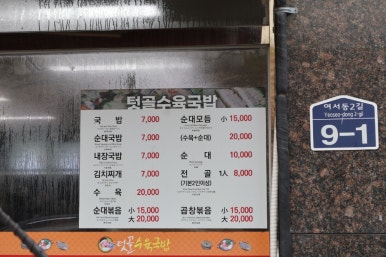 텃골수육국밥
국 밥 7,000
순대국밥 7,000
내장국밥 7,000
김치찌개 7,000
수 육 20,000
순대볶음 小 15,000
大 20,000
순대모듬 小 15,000
(수육+순대) 20,000
순 대 10,000
전 골 1人 8,000
(기본2인이상)
곱창볶음 小 15,000
大 20,000
텃골수육국밥
여서동2길
Yeoseo-dong 2-gil
9-1